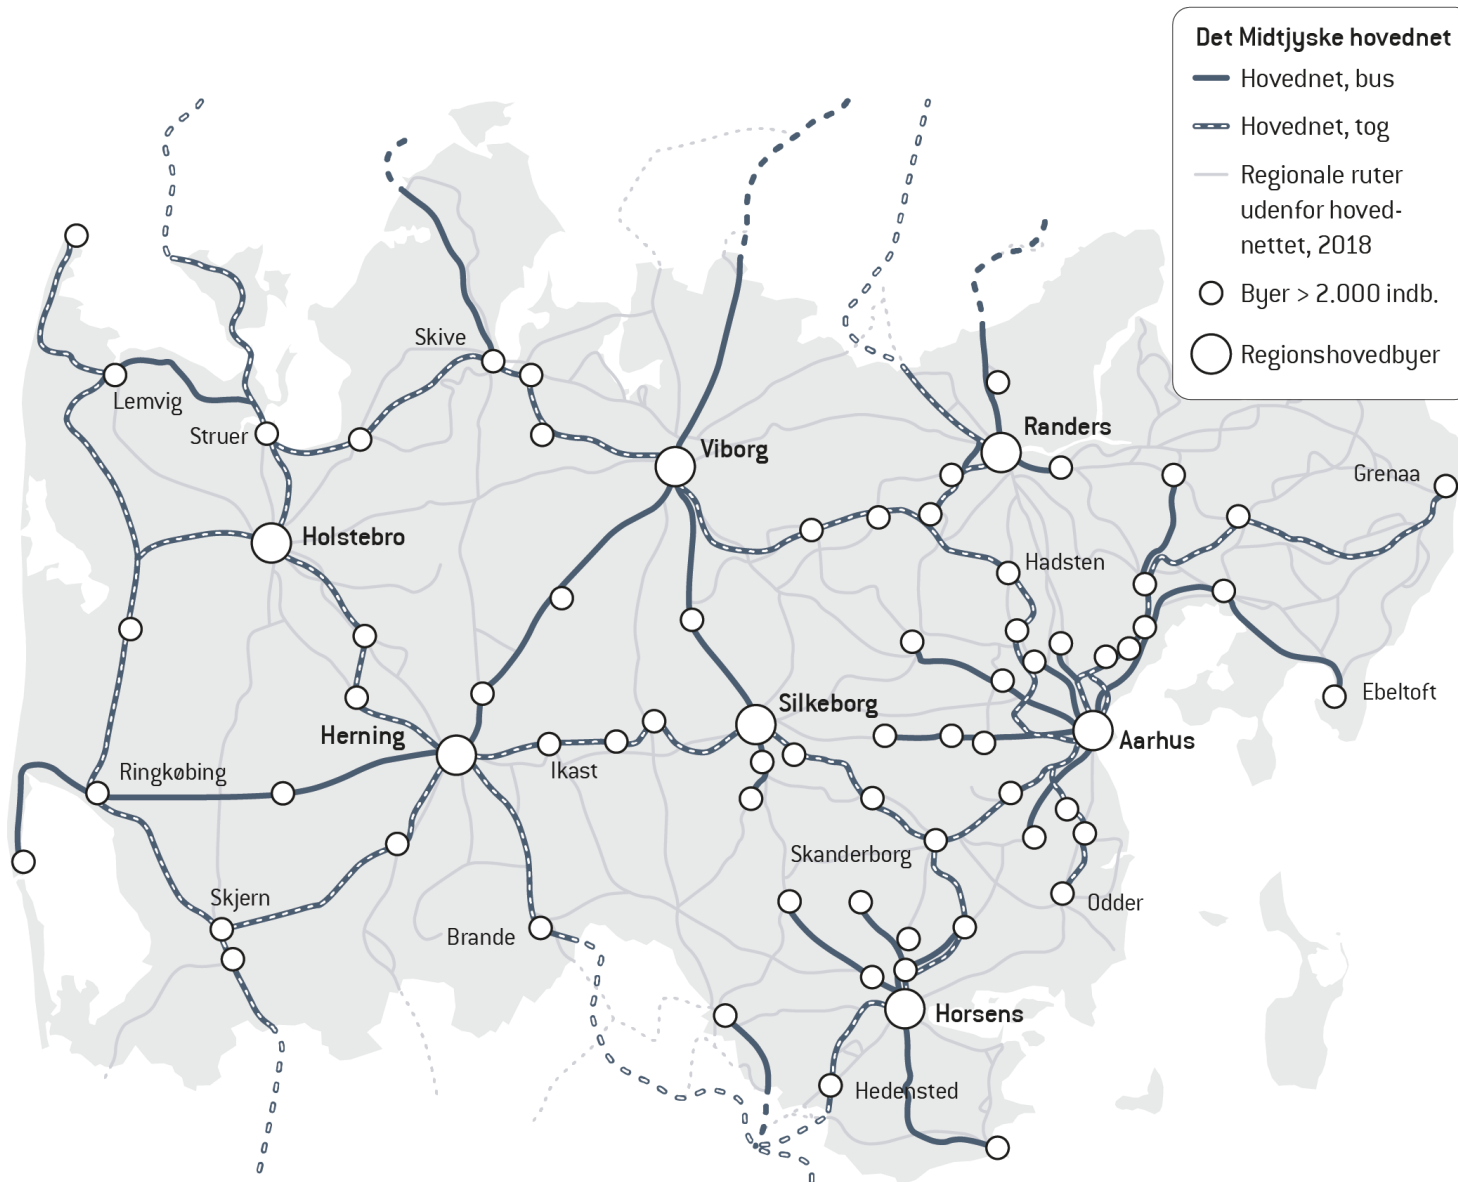 Det Midtjyske hovednet
Hovednet, bus
Hovednet, tog
Regionale ruter
udenfor hoved-
nettet, 2018
Byer > 2.000 indb.
Regionshovedbyer
Skive
Lemvig
Struer
Viborg
Randers
Grenaa
Holstebro
Hadsten
Silkeborg
Ebeltoft
Herning
Aarhus
Ringkøbing
Ikast
Skanderborg
Skjern
Odder
Brande
Horsens
Hedensted